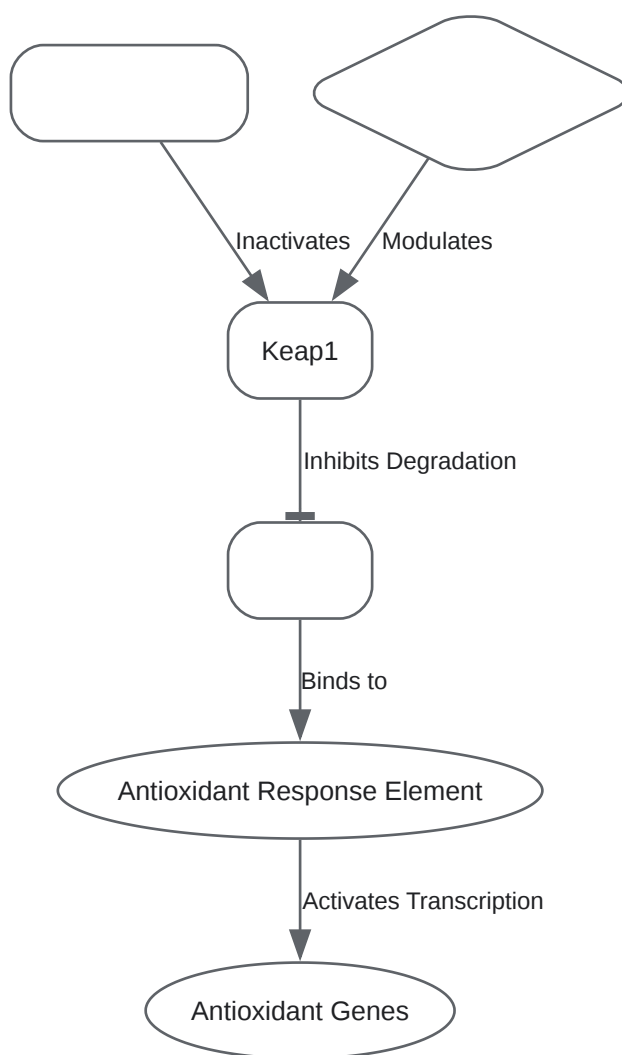 Inactivates
Modulates
Keap1
Inhibits Degradation
Binds to
Antioxidant Response Element
Activates Transcription
Antioxidant Genes